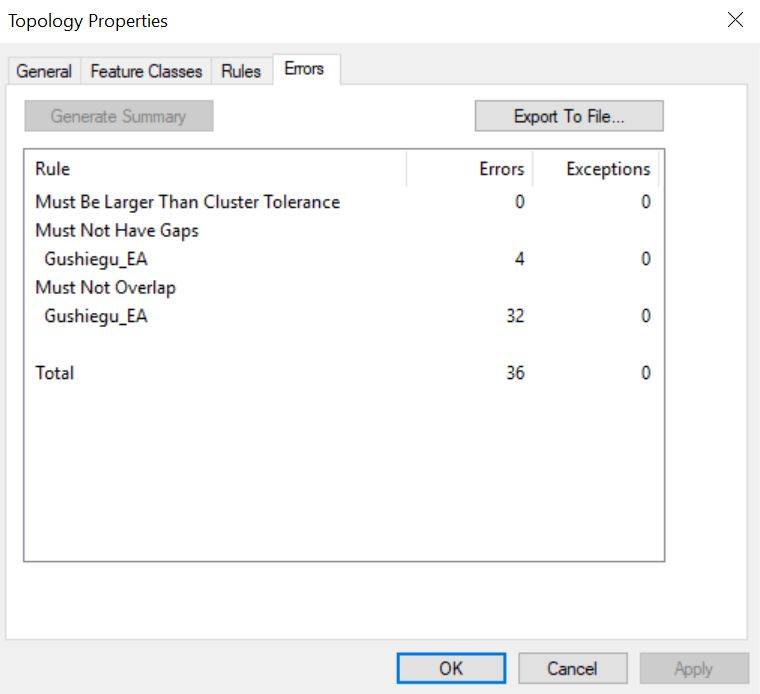 Topology Properties
General Feature Classes Rules Errors
Generate Summary Export To File...
Rule Errors Exceptions
Must Be Larger Than Cluster Tolerance 0 0
Must Not Have Gaps
Gushiegu_EA 4 0
Must Not Overlap
Gushiegu_EA 32 0
Total 36 0
OK Cancel Apply